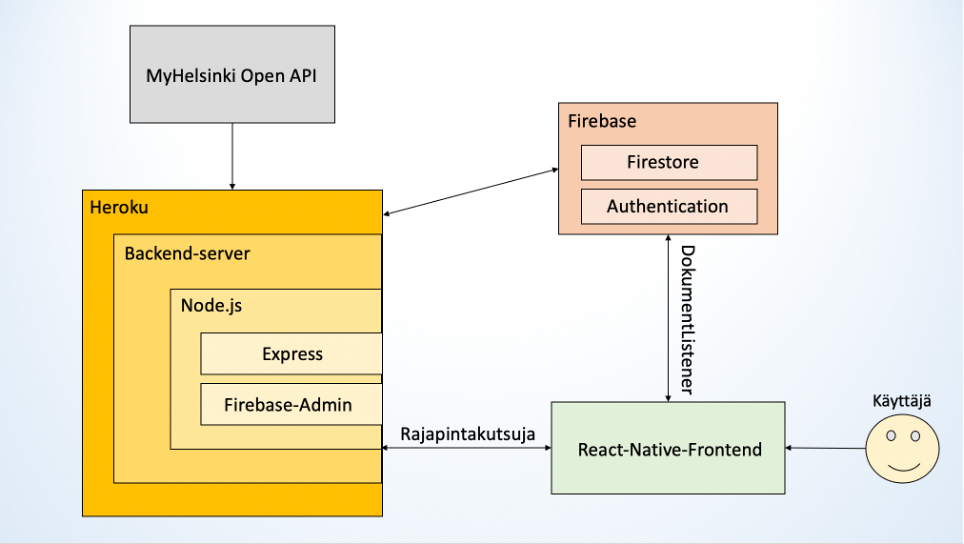 MyHelsinki Open API
Firebase
Firestore
Authentication
Heroku
Backend-server
Node.js
Express
Firebase-Admin
DokumentListener
Rajapintakutsuja
React-Native-Frontend
Käyttäjä